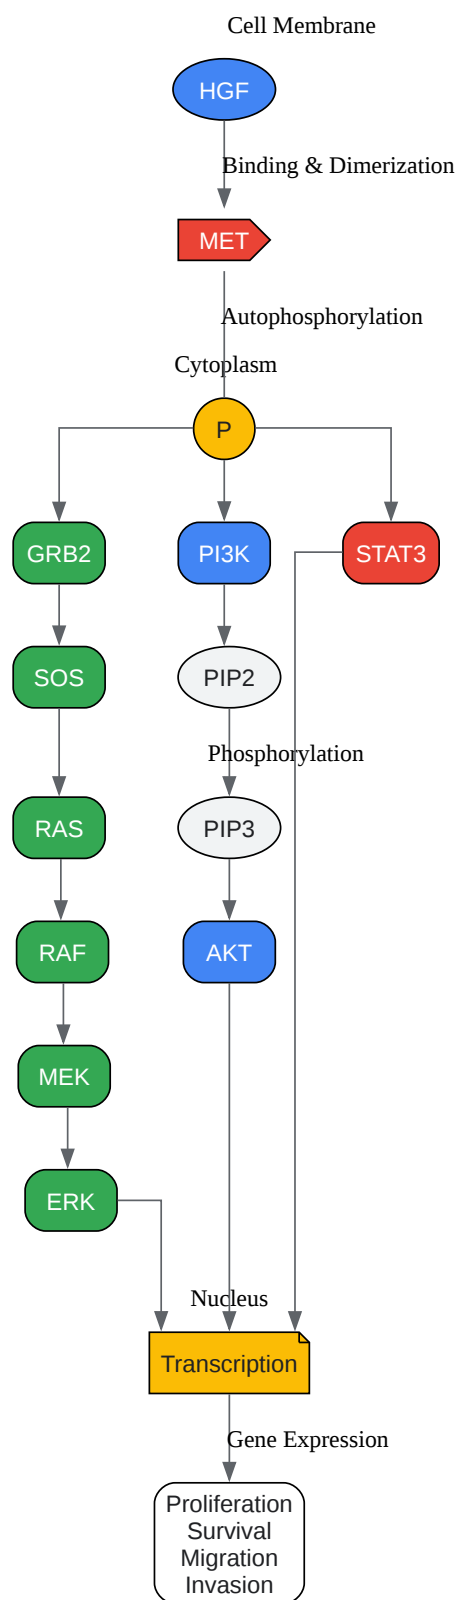 Cell Membrane
HGF
Binding & Dimerization
MET
Autophosphorylation
Cytoplasm
P
GRB2
PI3K
STAT3
SOS
PIP2
Phosphorylation
RAS
PIP3
RAF
AKT
MEK
ERK
Nucleus
Transcription
Gene Expression
Proliferation
Survival
Migration
Invasion